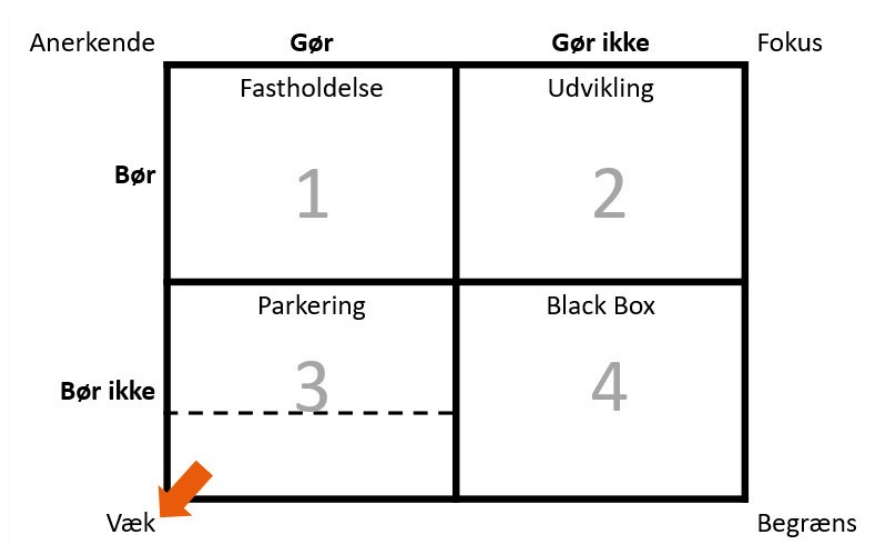 Anerkende Gør Gør ikke Fokus
Fastholdelse Udvikling
Bør 1 2
Parkering Black Box
Bør ikke 3 4
Væk Begræns